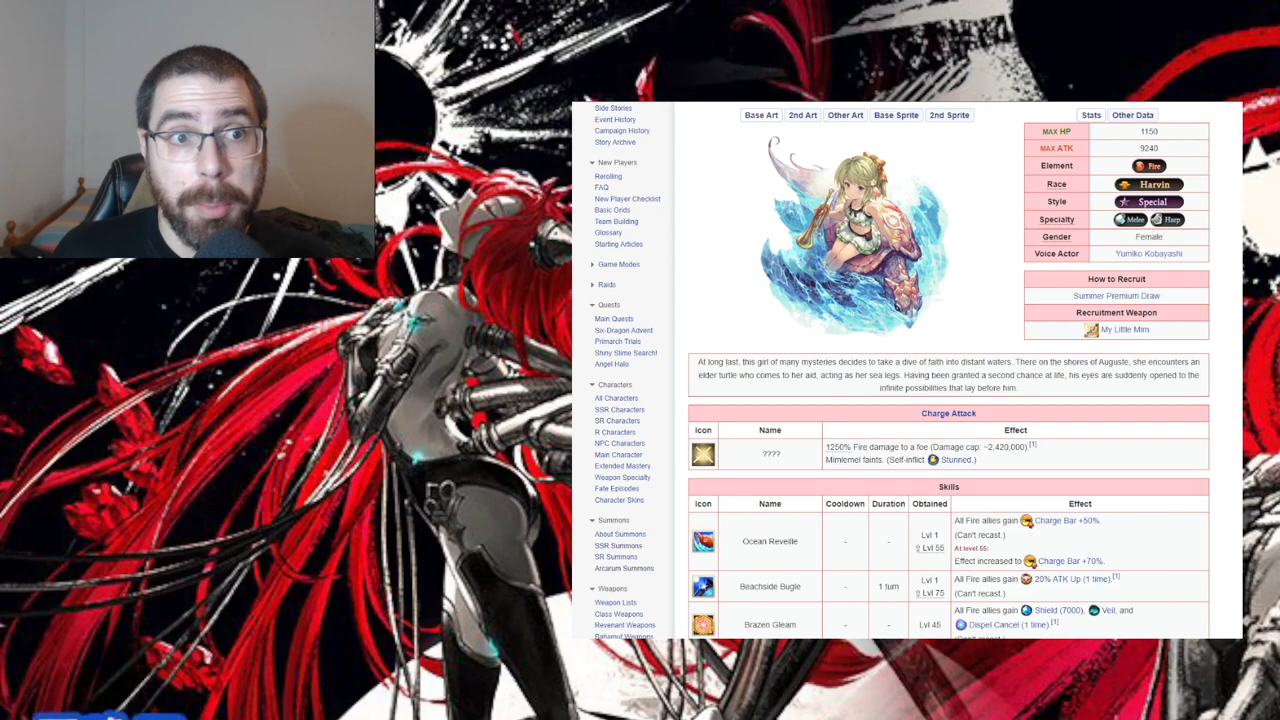 Side Stories
Event History
Campaign History
Story Archive
New Players
Rerolling
FAQ
New Player Checklist
Basic Grids
Team Building
Glossary
Starting Articles
Game Modes
Raids
Quests
Main Quests
Six-Dragon Advent
Primarch Trials
Shiny Slime Search!
Angel Halo
Characters
All Characters
SSR Characters
SR Characters
R Characters
NPC Characters
Main Character
Extended Mastery
Weapon Specialty
Fate Episodes
Character Skins
Summons
About Summons
SSR Summons
SR Summons
Arcarum Summons
Weapons
Weapon Lists
Class Weapons
Revenant Weapons
Bahamut Weapons
Base Art 2nd Art Other Art Base Sprite 2nd Sprite
Stats Other Data
MAX HP 1150
MAX ATK 9240
Element Fire
Race Harvin
Style Special
Specialty Melee Harp
Gender Female
Voice Actor Yumiko Kobayashi
How to Recruit
Summer Premium Draw
Recruitment Weapon
My Little Mim
At long last, this girl of many mysteries decides to take a dive of faith into distant waters. There on the shores of Auguste, she encounters an
elder turtle who comes to her aid, acting as her sea legs. Having been granted a second chance at life, his eyes are suddenly opened to the
infinite possibilities that lay before him.
Charge Attack
Icon Name Effect
???? 1250% Fire damage to a foe (Damage cap: ~2,420,000).[1]
Mimlemel faints. (Self-inflict Stunned.)
Skills
Icon Name Cooldown Duration Obtained Effect
Ocean Reveille - - Lvl 1
⇧Lvl 55
All Fire allies gain Charge Bar +50%.
(Can't recast.)
At level 55:
Effect increased to Charge Bar +70%.
Beachside Bugle - 1 turn Lvl 1
⇧Lvl 75
All Fire allies gain 20% ATK Up (1 time).[1]
(Can't recast.)
Brazen Gleam - - Lvl 45
All Fire allies gain Shield (7000), Veil, and
Dispel Cancel (1 time).[1]
(Can't recast.)